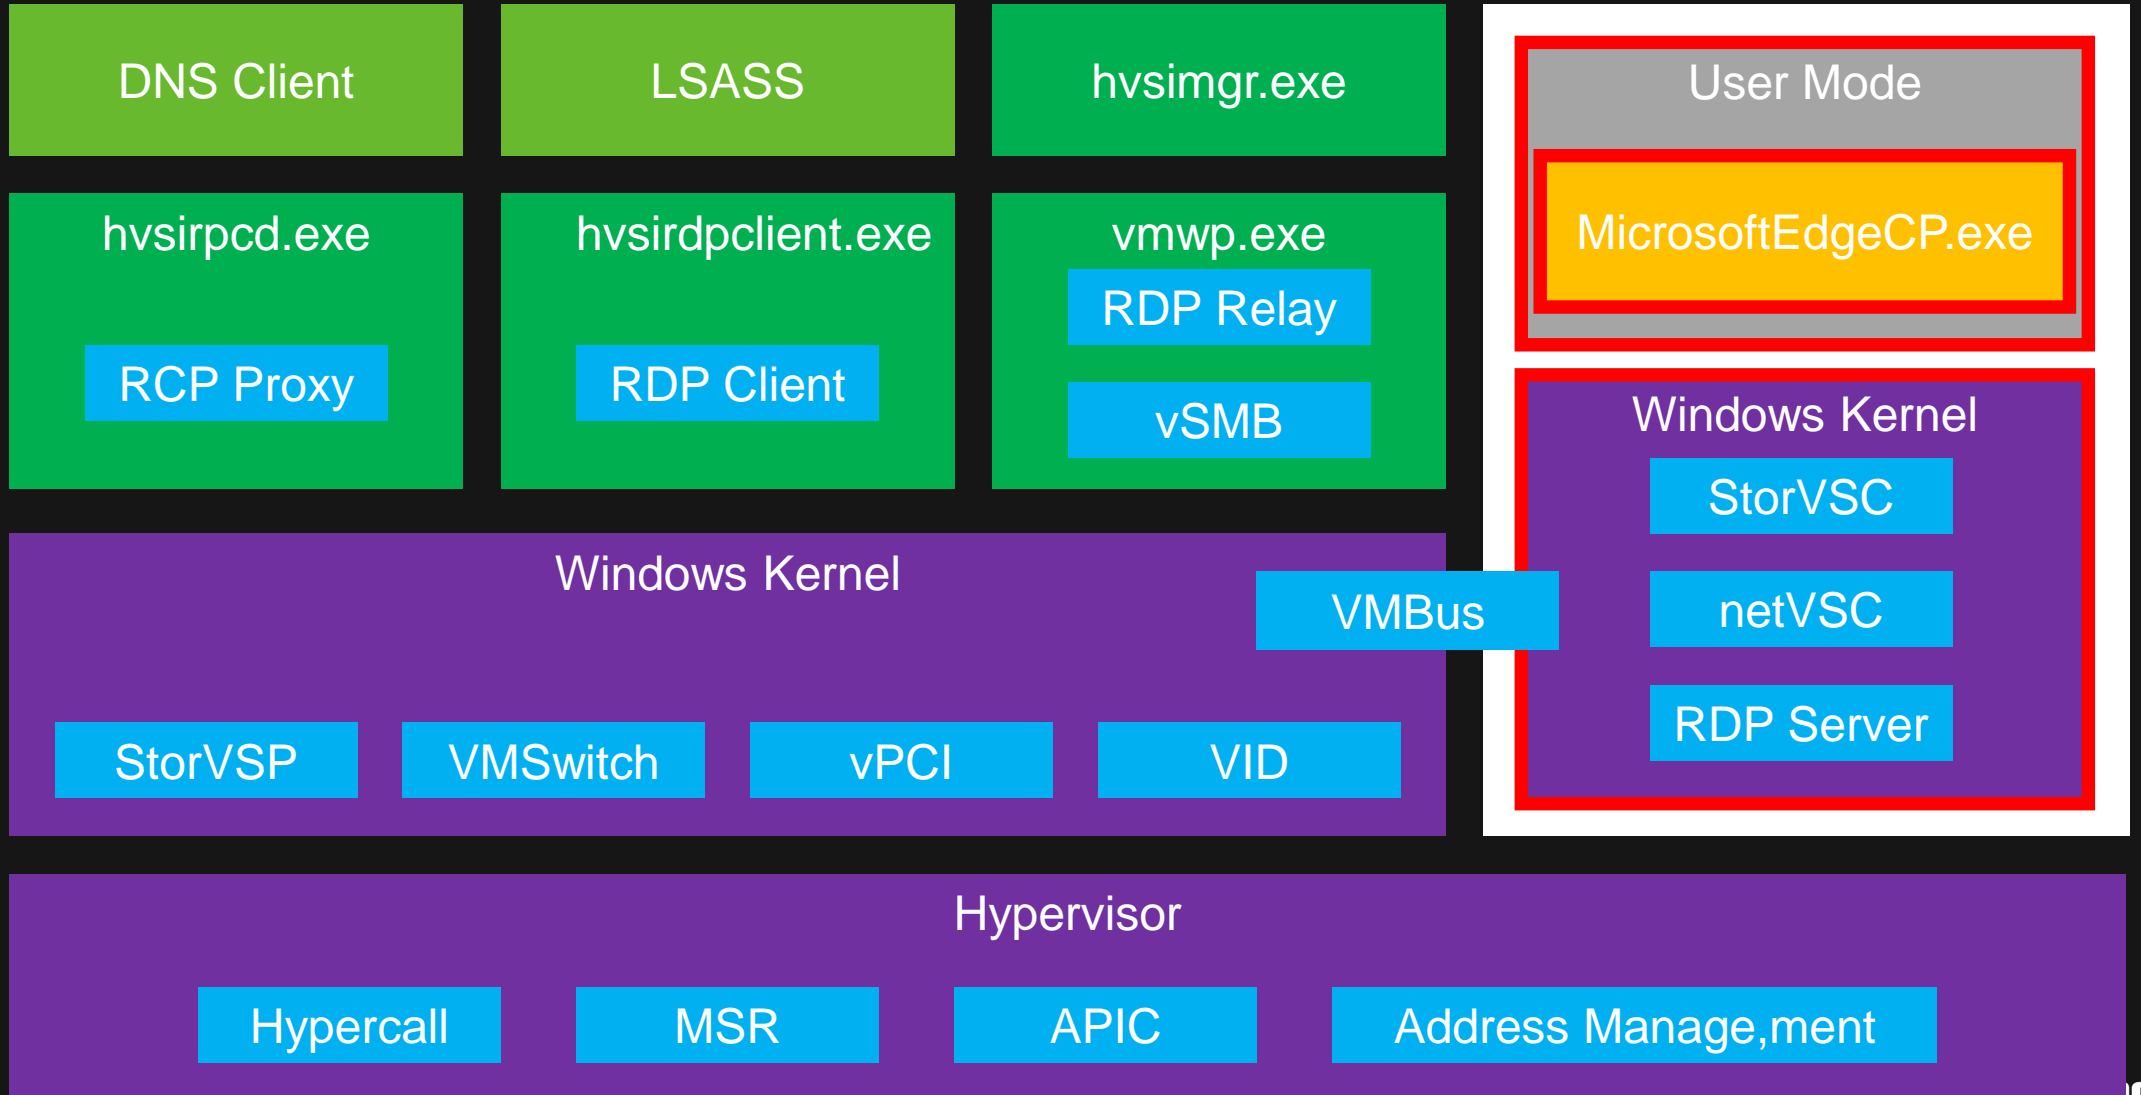 DNS Client
LSASS
hvsimgr.exe
User Mode
MicrosoftEdgeCP.exe
hvsirpcd.exe
RCP Proxy
hvsirdpclient.exe
RDP Client
vmwp.exe
RDP Relay
vSMB
Windows Kernel
StorVSC
netVSC
RDP Server
Windows Kernel
VMBus
StorVSP
VMSwitch
vPCI
VID
Hypervisor
Hypercall
MSR
APIC
Address Manage,ment